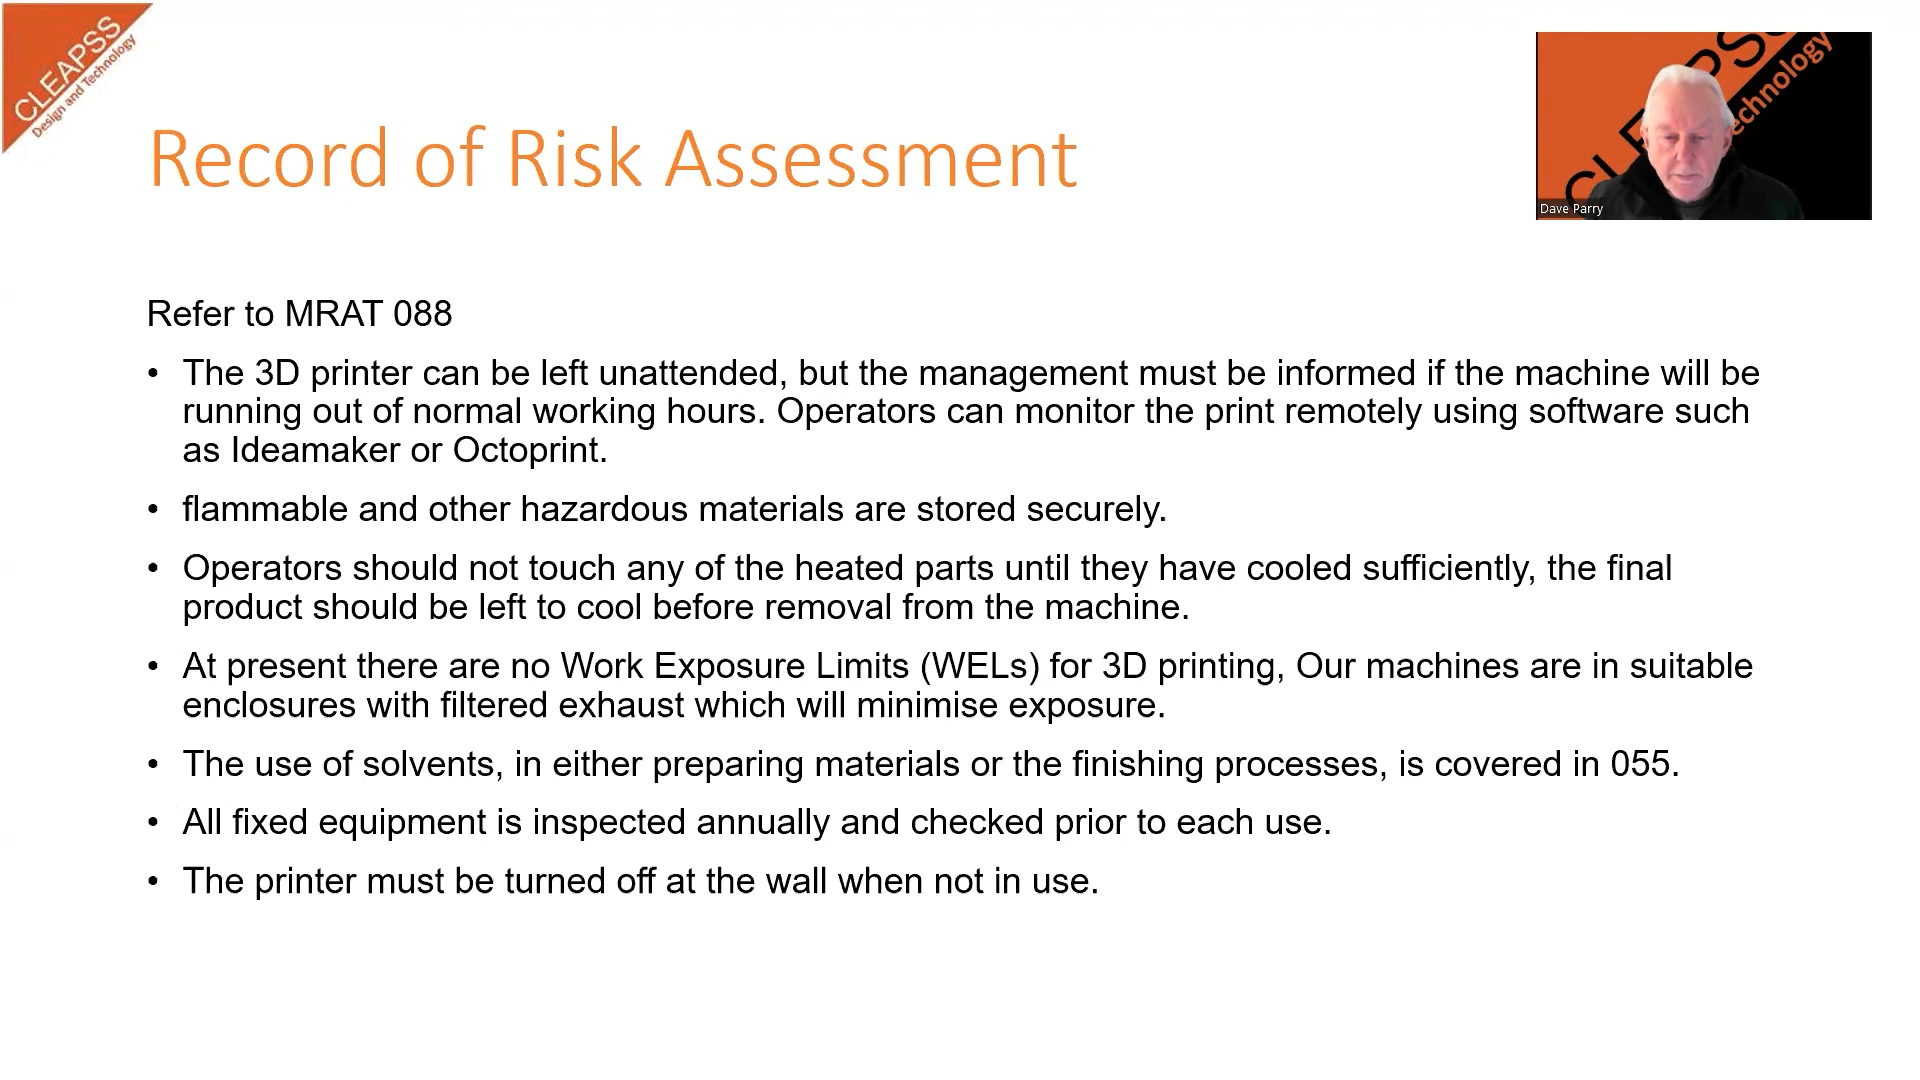 CLEAPSS
Design and Technology
Record of Risk Assessment
Dave Parry
Refer to MRAT 088
• The 3D printer can be left unattended, but the management must be informed if the machine will be
running out of normal working hours. Operators can monitor the print remotely using software such
as Ideamaker or Octoprint.
• flammable and other hazardous materials are stored securely.
• Operators should not touch any of the heated parts until they have cooled sufficiently, the final
product should be left to cool before removal from the machine.
• At present there are no Work Exposure Limits (WELs) for 3D printing, Our machines are in suitable
enclosures with filtered exhaust which will minimise exposure.
• The use of solvents, in either preparing materials or the finishing processes, is covered in 055.
• All fixed equipment is inspected annually and checked prior to each use.
• The printer must be turned off at the wall when not in use.